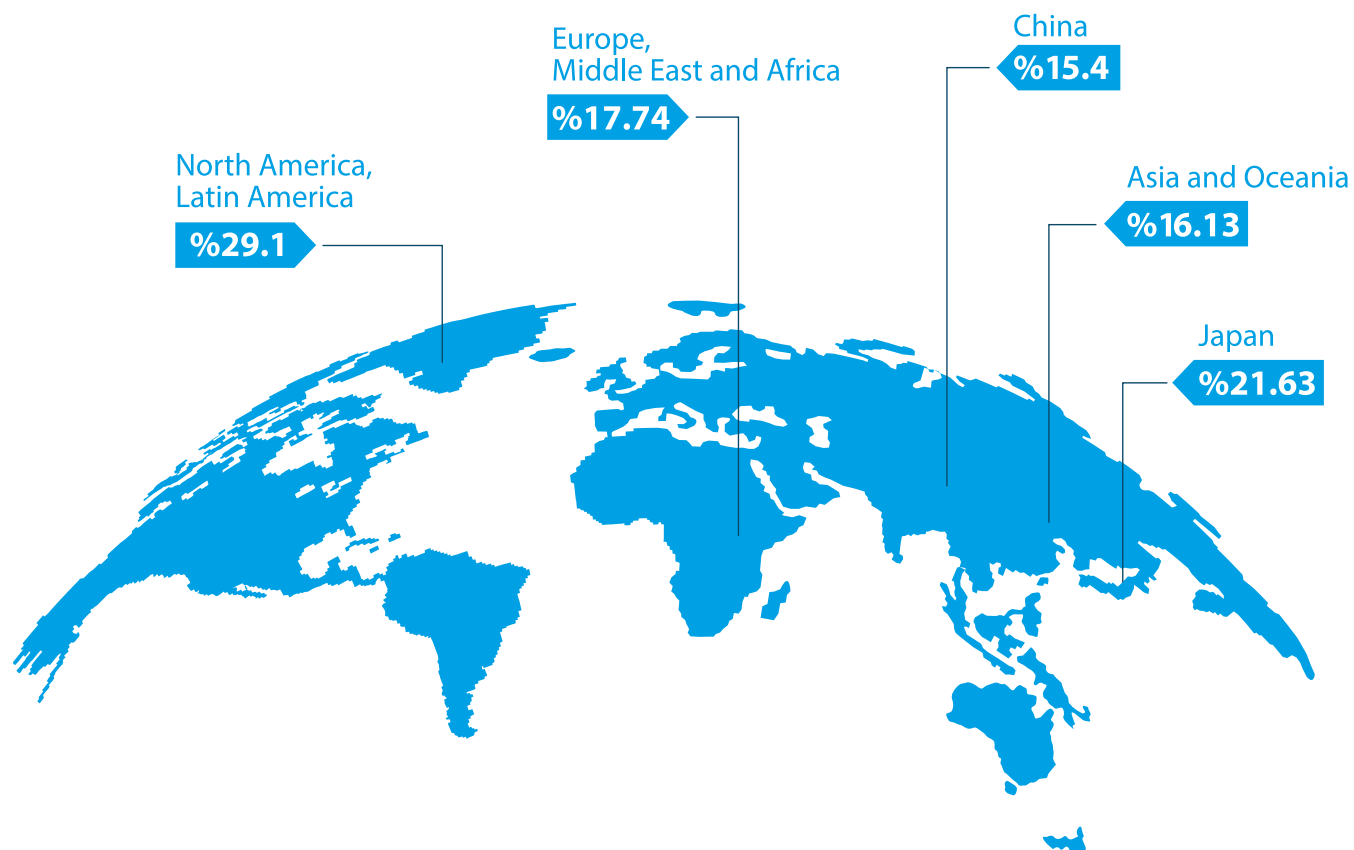 China
%15.4
Europe,
Middle East and Africa
%17.74
North America,
Latin America
%29.1
Asia and Oceania
%16.13
Japan
%21.63